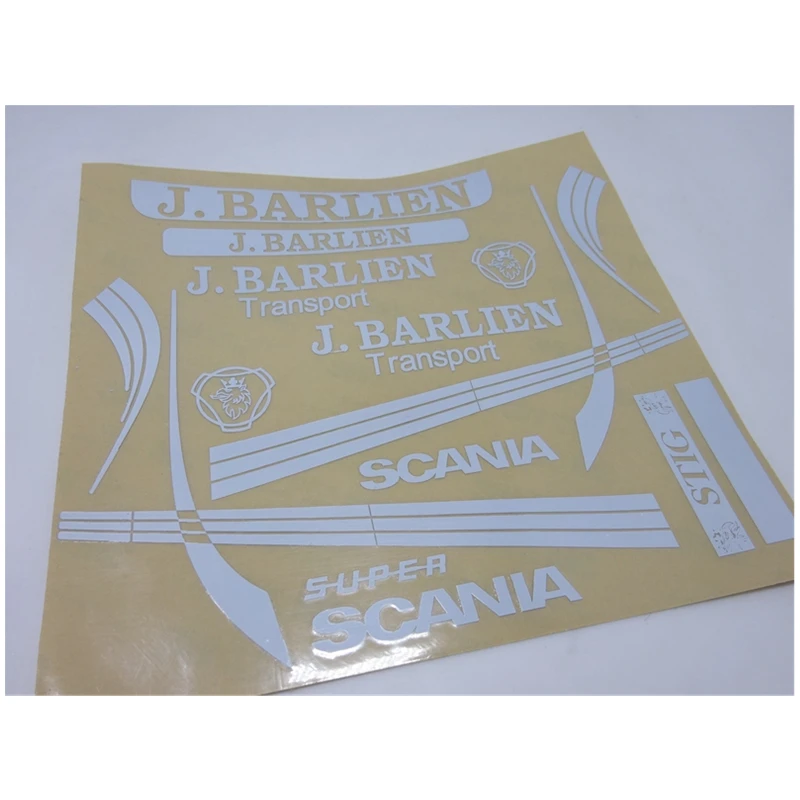 J. BARLIEN
J. BARLIEN
J. BARLIEN
Transport
J. BARLIEN
Transport
SCANIA
STIG
SUPER
SCANIA